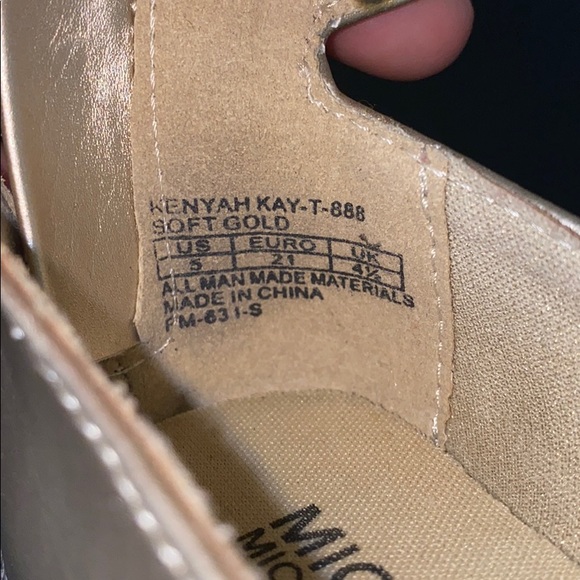 KENYAH KAY-T-888
SOFT GOLD
US EURO UK
5 21 4½
ALL MAN MADE MATERIALS
MADE IN CHINA
PM-631-S